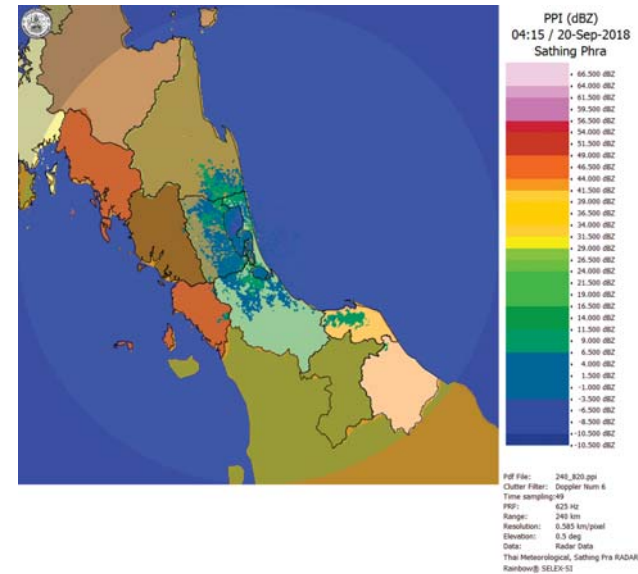 PPI (dBZ)
04:15 / 20-Sep-2018
Sathing Phra
66.500 dBZ
64.000 dBZ
61.500 dBZ
59.500 dBZ
56.500 dBZ
54.000 dBZ
51.500 dBZ
49.000 dBZ
46.500 dBZ
44.000 dBZ
41.500 dBZ
39.000 dBZ
36.500 dBZ
34.000 dBZ
31.500 dBZ
29.000 dBZ
26.500 dBZ
24.000 dBZ
21.500 dBZ
19.000 dBZ
16.500 dBZ
14.000 dBZ
11.500 dBZ
9.000 dBZ
6.500 dBZ
4.000 dBZ
1.500 dBZ
-1.000 dBZ
-3.500 dBZ
-6.500 dBZ
-8.500 dBZ
-10.500 dBZ
-10.500 dBZ
Pdf File: 240_820.ppi
Clutter Filter: Doppler Num 6
Time sampling:49
PRF: 625 Hz
Range: 240 km
Resolution: 0.585 km/pixel
Elevation: 0.5 deg
Data: Radar Data
Thai Meteorological, Sathing Pra RADAR
Rainbow® SELEX-SI